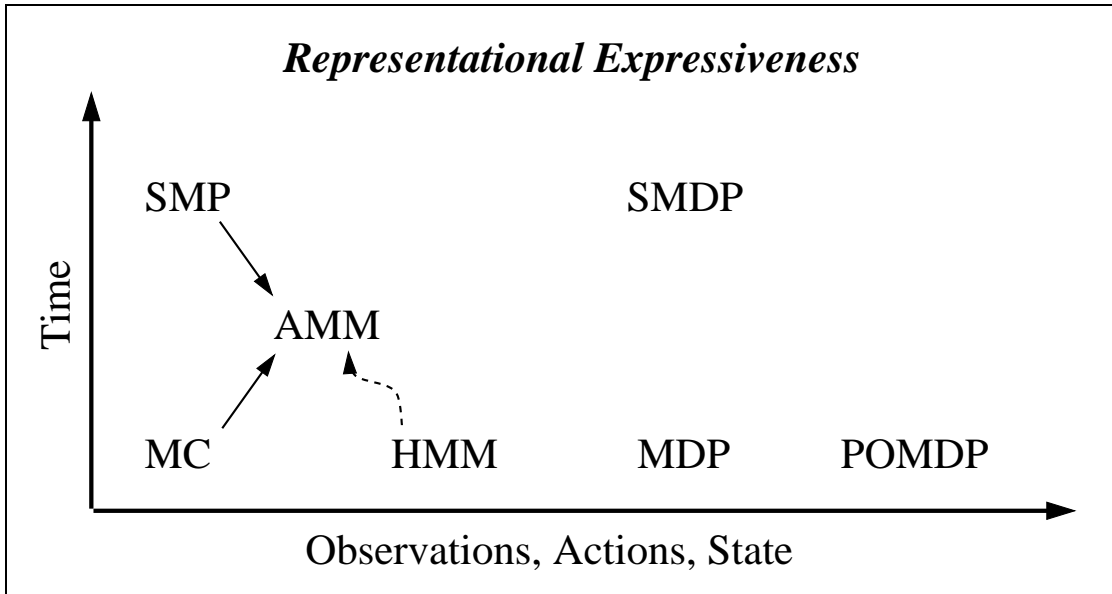 Representational Expressiveness
SMP SMDP
Time
AMM
MC HMM MDP POMDP
Observations, Actions, State